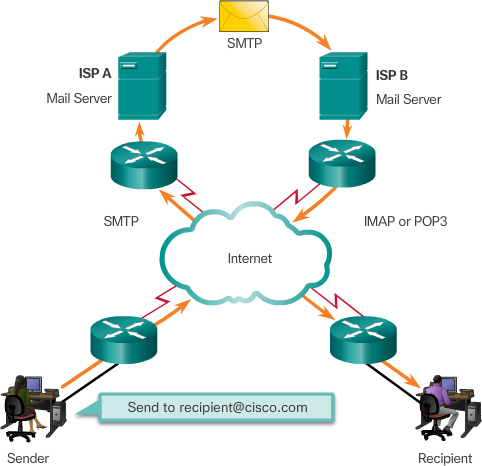 SMTP
ISP A
Mail Server
ISP B
Mail Server
SMTP
IMAP or POP3
Internet
Send to recipient@cisco.com
Sender
Recipient